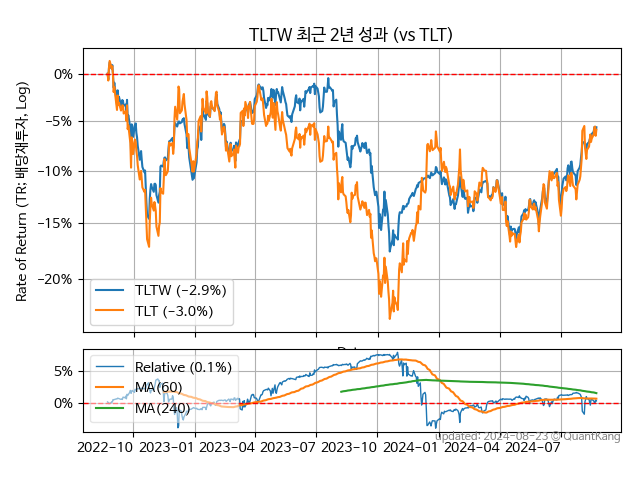 TLTW 최근 2년 성과 (vs TLT)
Rate of Return (TR: 배당재투자, Log)
0%
−5%
−10%
−15%
−20%
TLTW (−2.9%)
TLT (−3.0%)
5%
0%
Relative (0.1%)
MA(60)
MA(240)
2022-10 2023-01 2023-04 2023-07 2023-10 2024-01 2024-04 2024-07
Updated: 2024-08-23 © QuantKang